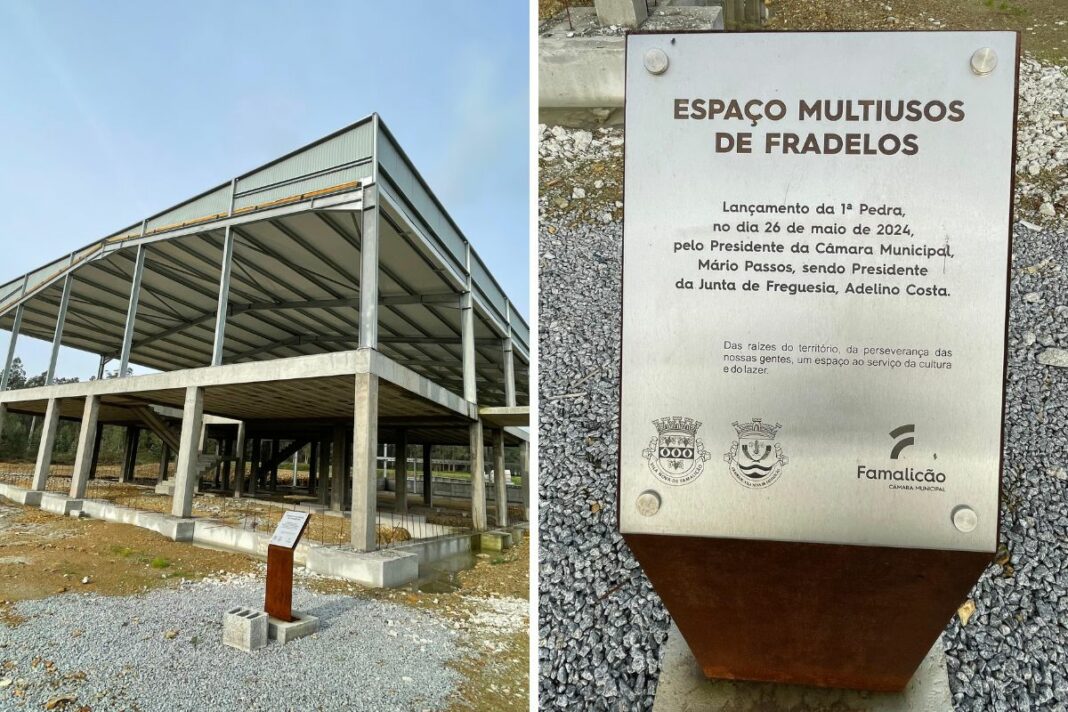 ESPAÇO MULTIUSOS
DE FRADELOS
Lançamento da 1ª Pedra,
no dia 26 de maio de 2024,
pelo Presidente da Câmara Municipal,
Mário Passos, sendo Presidente
da Junta de Freguesia, Adelino Costa.
Das raízes do território, da perseverança das
nossas gentes, um espaço ao serviço da cultura
e do lazer.
Famalicão
CÂMARA MUNICIPAL